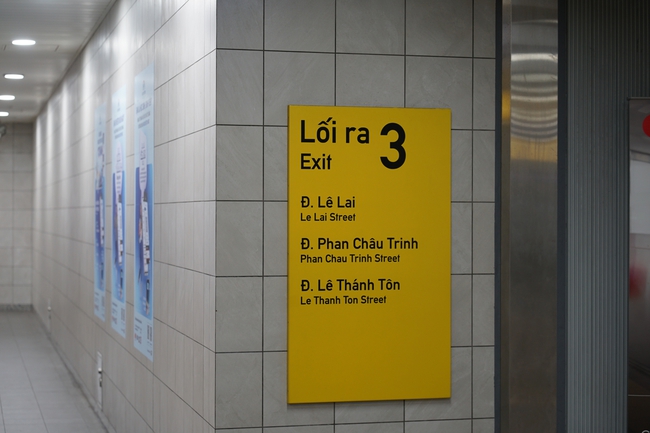 Lối ra 3
Exit
Đ. Lê Lai
Le Lai Street
Đ. Phan Châu Trinh
Phan Chau Trinh Street
Đ. Lê Thánh Tôn
Le Thanh Ton Street